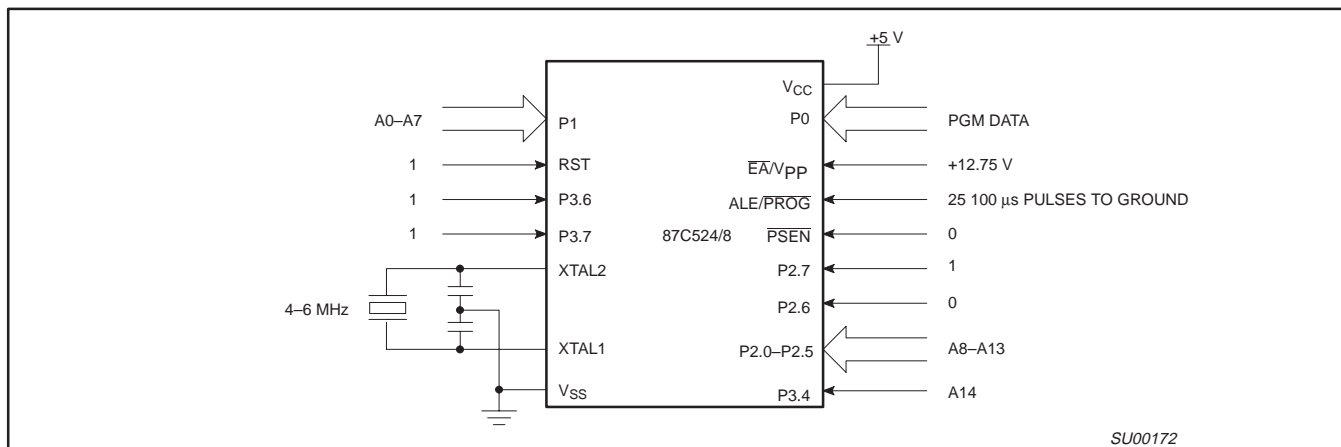 +5 V
VCC
A0–A7 P1 P0 PGM DATA
1 RST EA/VPP +12.75 V
1 P3.6 ALE/PROG 25 100 µs PULSES TO GROUND
1 P3.7 87C524/8 PSEN 0
XTAL2 P2.7 1
4–6 MHz P2.6 0
XTAL1 P2.0–P2.5 A8–A13
VSS P3.4 A14
SU00172